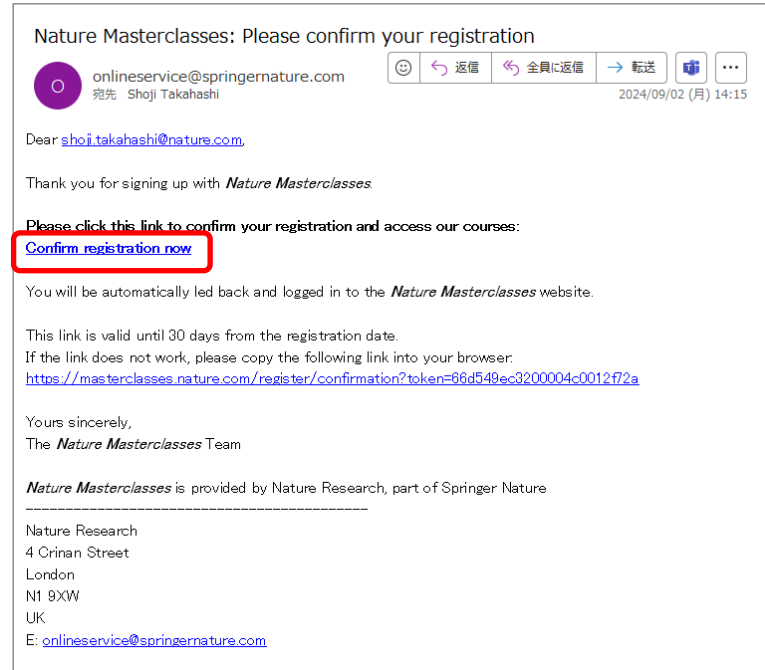 Nature Masterclasses: Please confirm your registration
O
onlineservice@springernature.com
宛先 Shoji Takahashi
返信
全員に返信
転送
2024/09/02 (月) 14:15
Dear shoji.takahashi@nature.com,
Thank you for signing up with Nature Masterclasses.
Please click this link to confirm your registration and access our courses:
Confirm registration now
You will be automatically led back and logged in to the Nature Masterclasses website.
This link is valid until 30 days from the registration date.
If the link does not work, please copy the following link into your browser:
https://masterclasses.nature.com/register/confirmation?token=66d549ec3200004c0012f72a
Yours sincerely,
The Nature Masterclasses Team
Nature Masterclasses is provided by Nature Research, part of Springer Nature
--------------------------------------------
Nature Research
4 Crinan Street
London
N1 9XW
UK
E: onlineservice@springernature.com